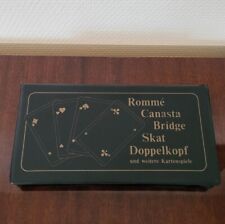 Rommé
Canasta
Bridge
Skat
Doppelkopf
und weitere Kartenspiele